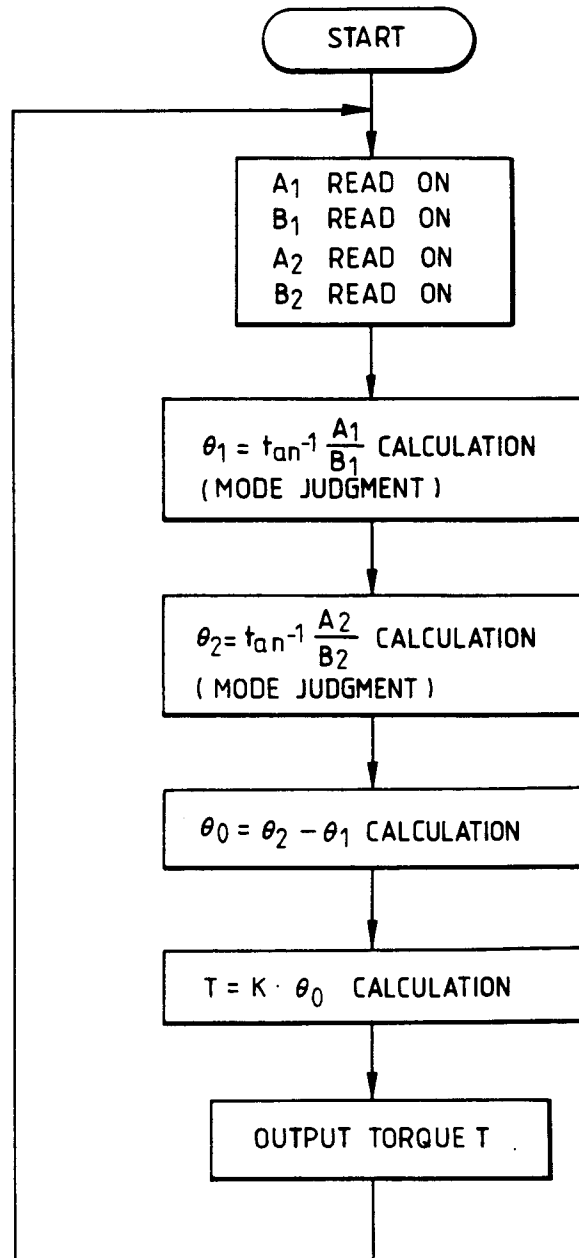 START
A1 READ ON
B1 READ ON
A2 READ ON
B2 READ ON
θ1 = tan-1 A1/B1 CALCULATION
(MODE JUDGMENT)
θ2 = tan-1 A2/B2 CALCULATION
(MODE JUDGMENT)
θ0 = θ2 − θ1 CALCULATION
T = K · θ0 CALCULATION
OUTPUT TORQUE T